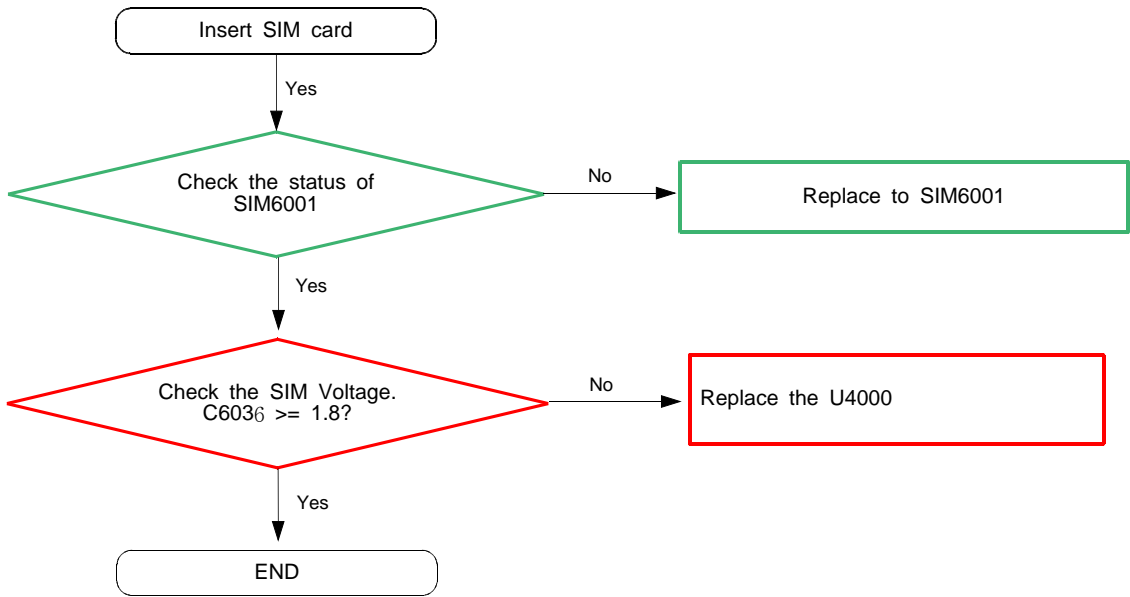 Insert SIM card
Yes
Check the status of
SIM6001
No
Replace to SIM6001
Yes
Check the SIM Voltage.
C6036 >= 1.8?
No
Replace the U4000
Yes
END